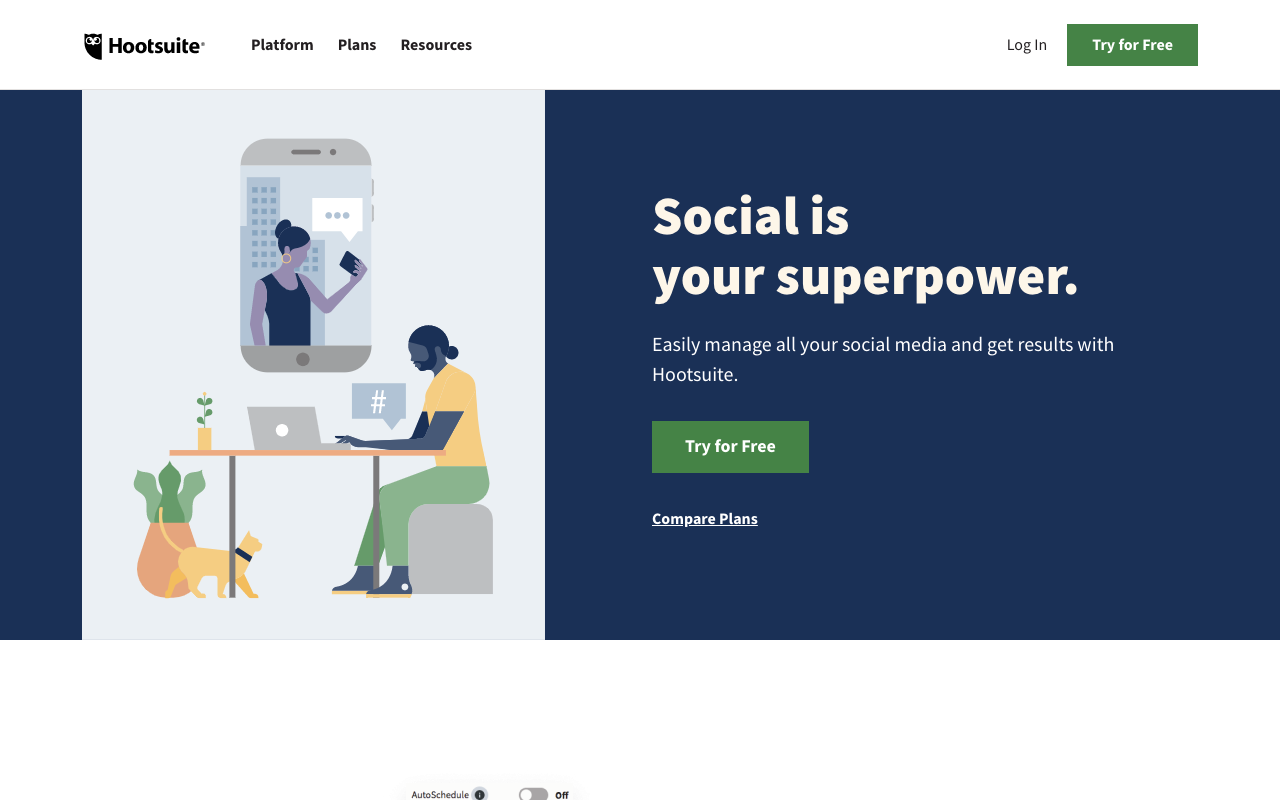 Hootsuite®
Platform
Plans
Resources
Log In
Try for Free
#
Social is
your superpower.
Easily manage all your social media and get results with
Hootsuite.
Try for Free
Compare Plans
AutoSchedule
Off